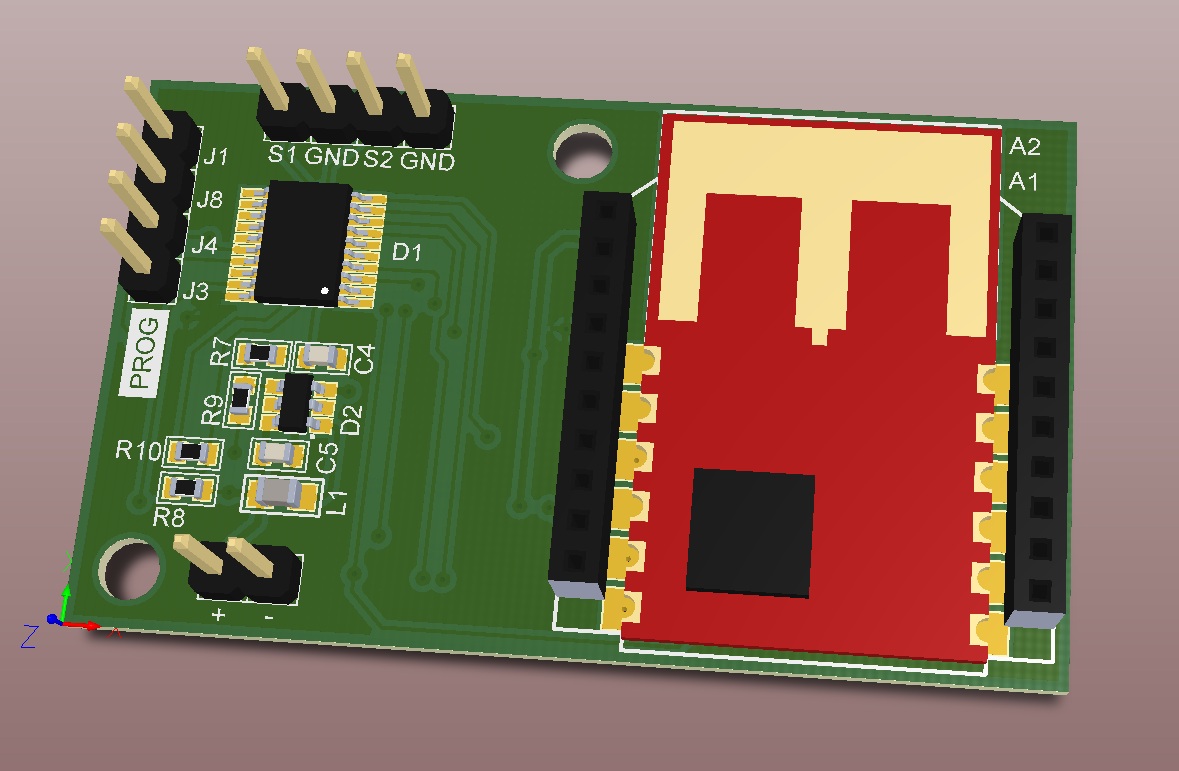 S1 GND S2 GND
J1
J8
J4
J3
D1
A2
A1
PROG
R7
C4
R9
D2
R10
C5
R8
L1
+ -
Z
X